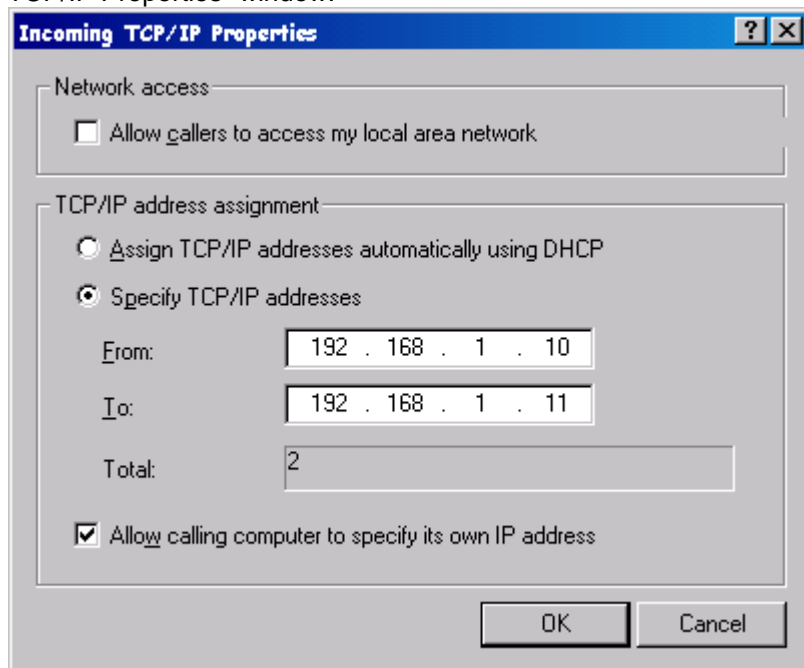 Incoming TCP/IP Properties
Network access
Allow callers to access my local area network
TCP/IP address assignment
Assign TCP/IP addresses automatically using DHCP
Specify TCP/IP addresses
From: 192 . 168 . 1 . 10
To: 192 . 168 . 1 . 11
Total: 2
Allow calling computer to specify its own IP address
OK Cancel